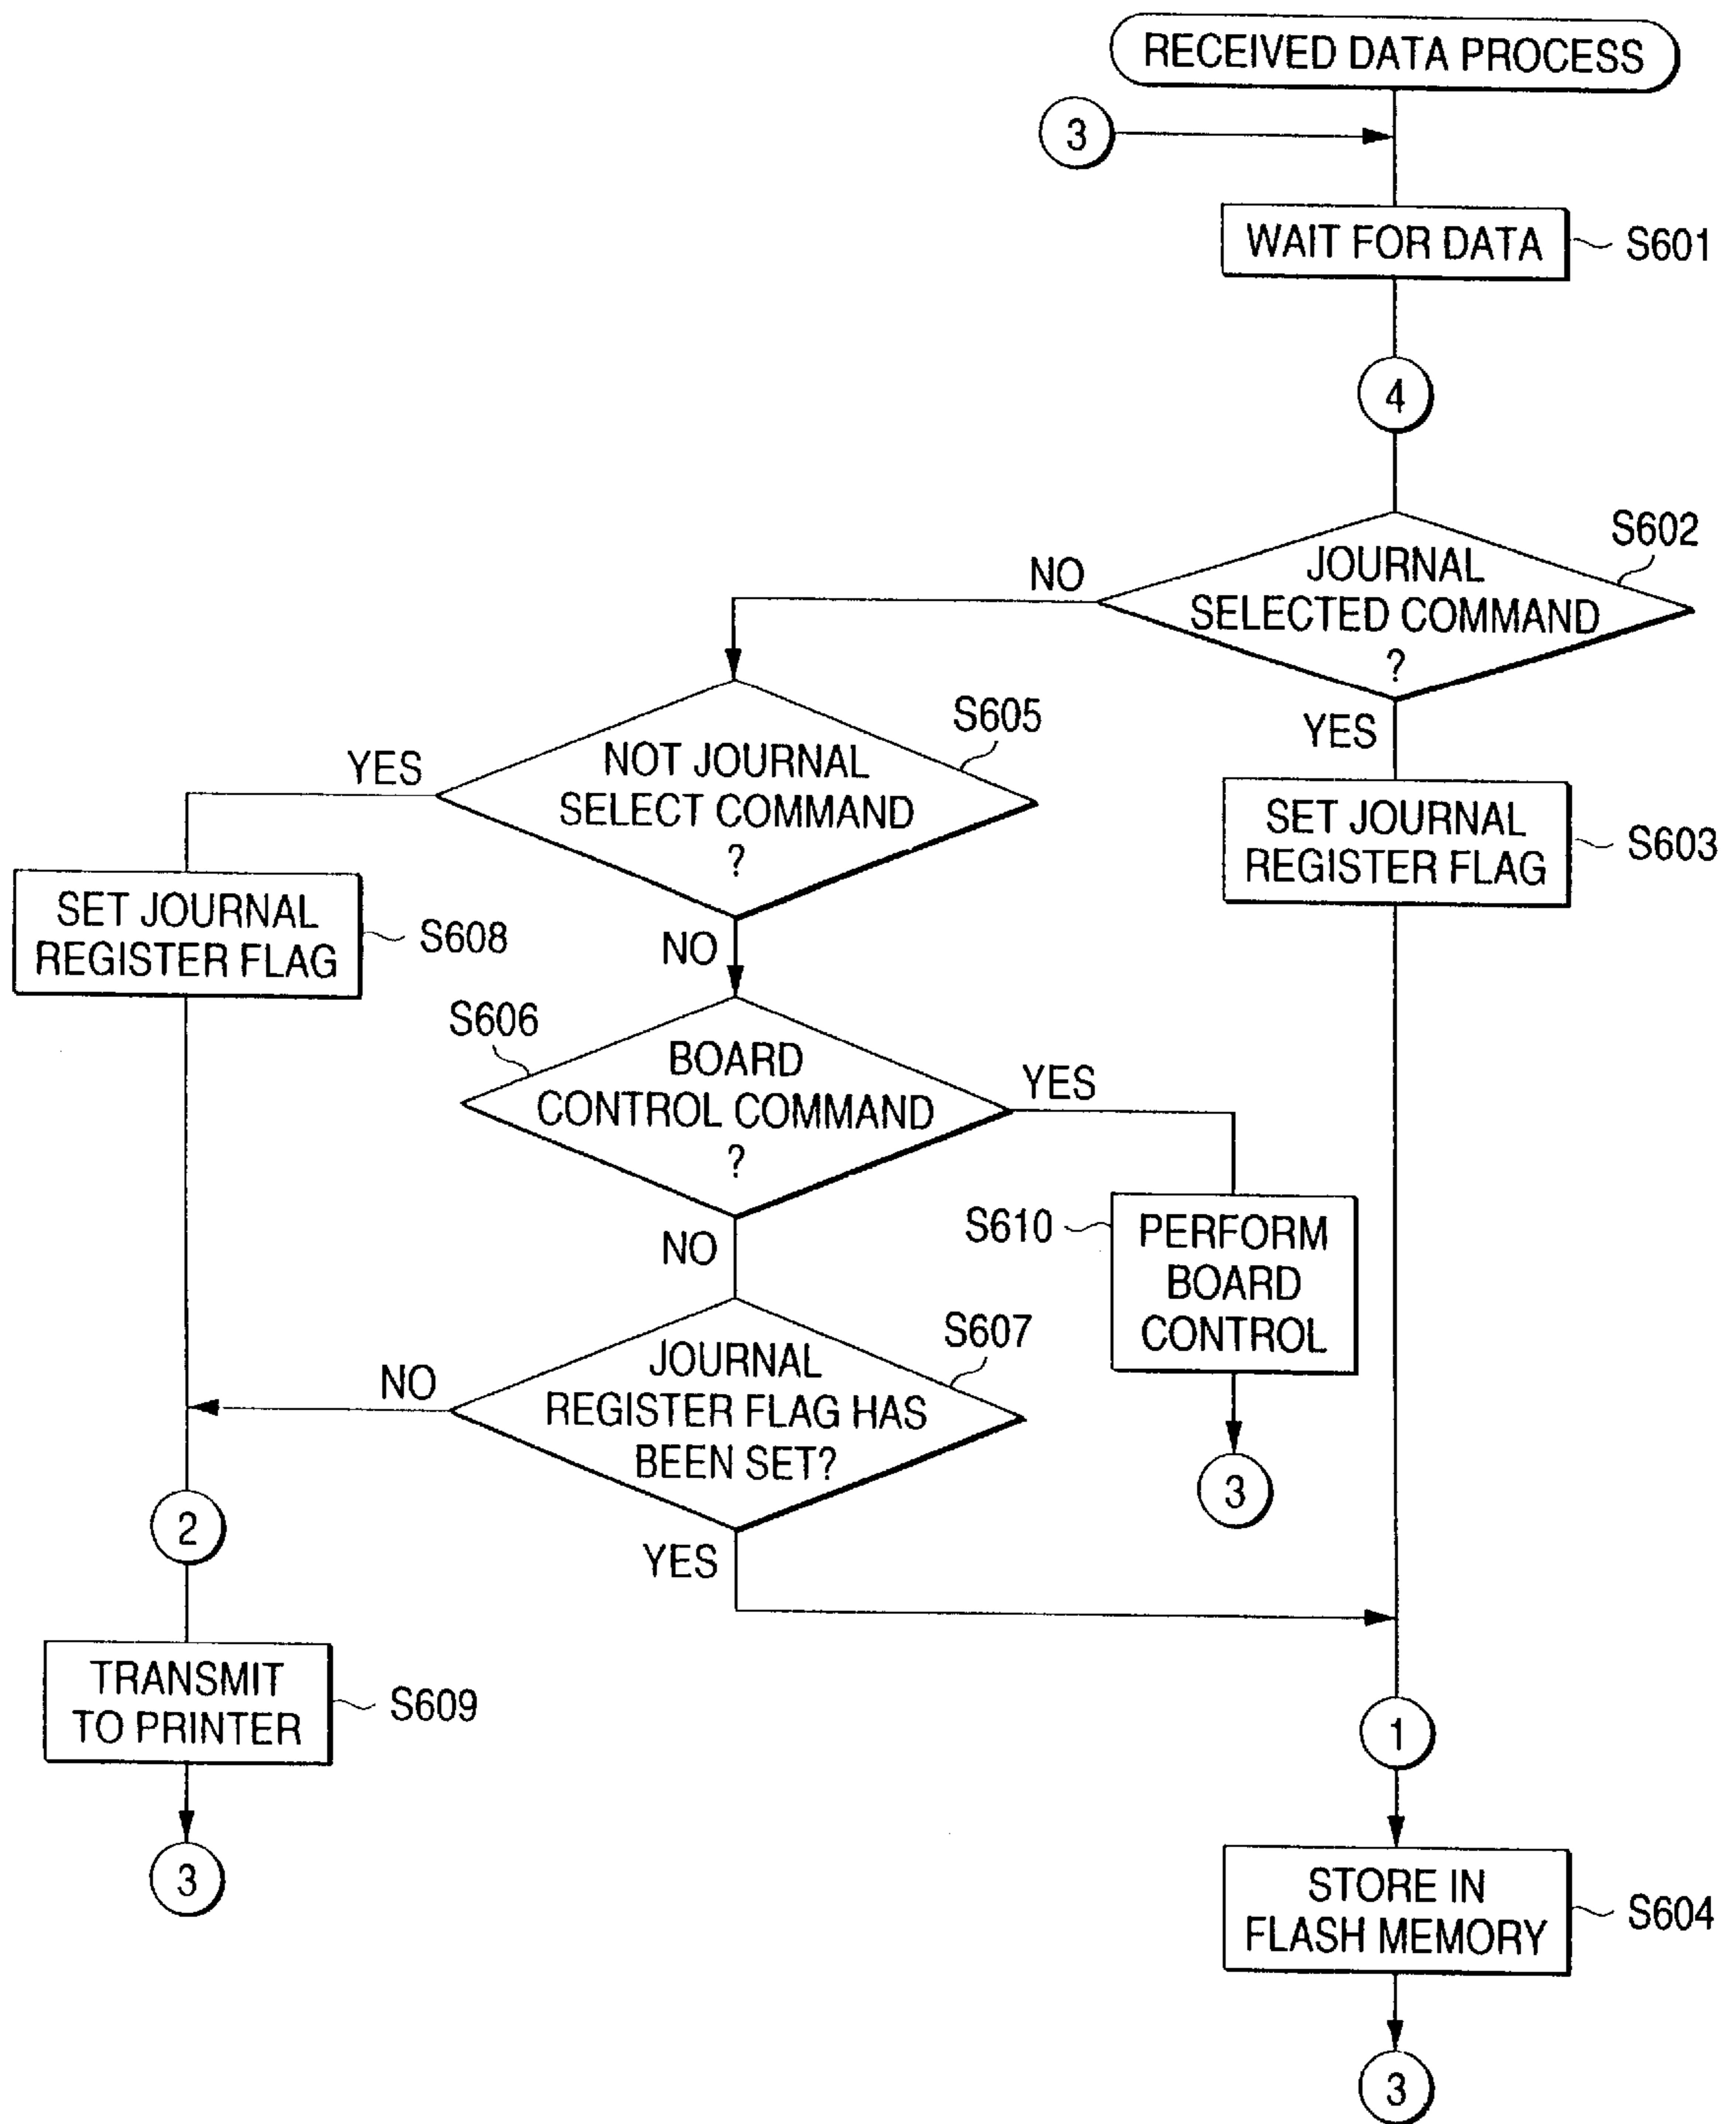 RECEIVED DATA PROCESS
3
WAIT FOR DATA
S601
4
S602
JOURNAL
SELECTED COMMAND
?
NO
YES
S605
NOT JOURNAL
SELECT COMMAND
?
YES
NO
SET JOURNAL
REGISTER FLAG
S603
SET JOURNAL
REGISTER FLAG
S608
S606
BOARD
CONTROL COMMAND
?
YES
NO
S610
PERFORM
BOARD
CONTROL
3
S607
JOURNAL
REGISTER FLAG HAS
BEEN SET?
NO
YES
2
TRANSMIT
TO PRINTER
S609
3
1
STORE IN
FLASH MEMORY
S604
3